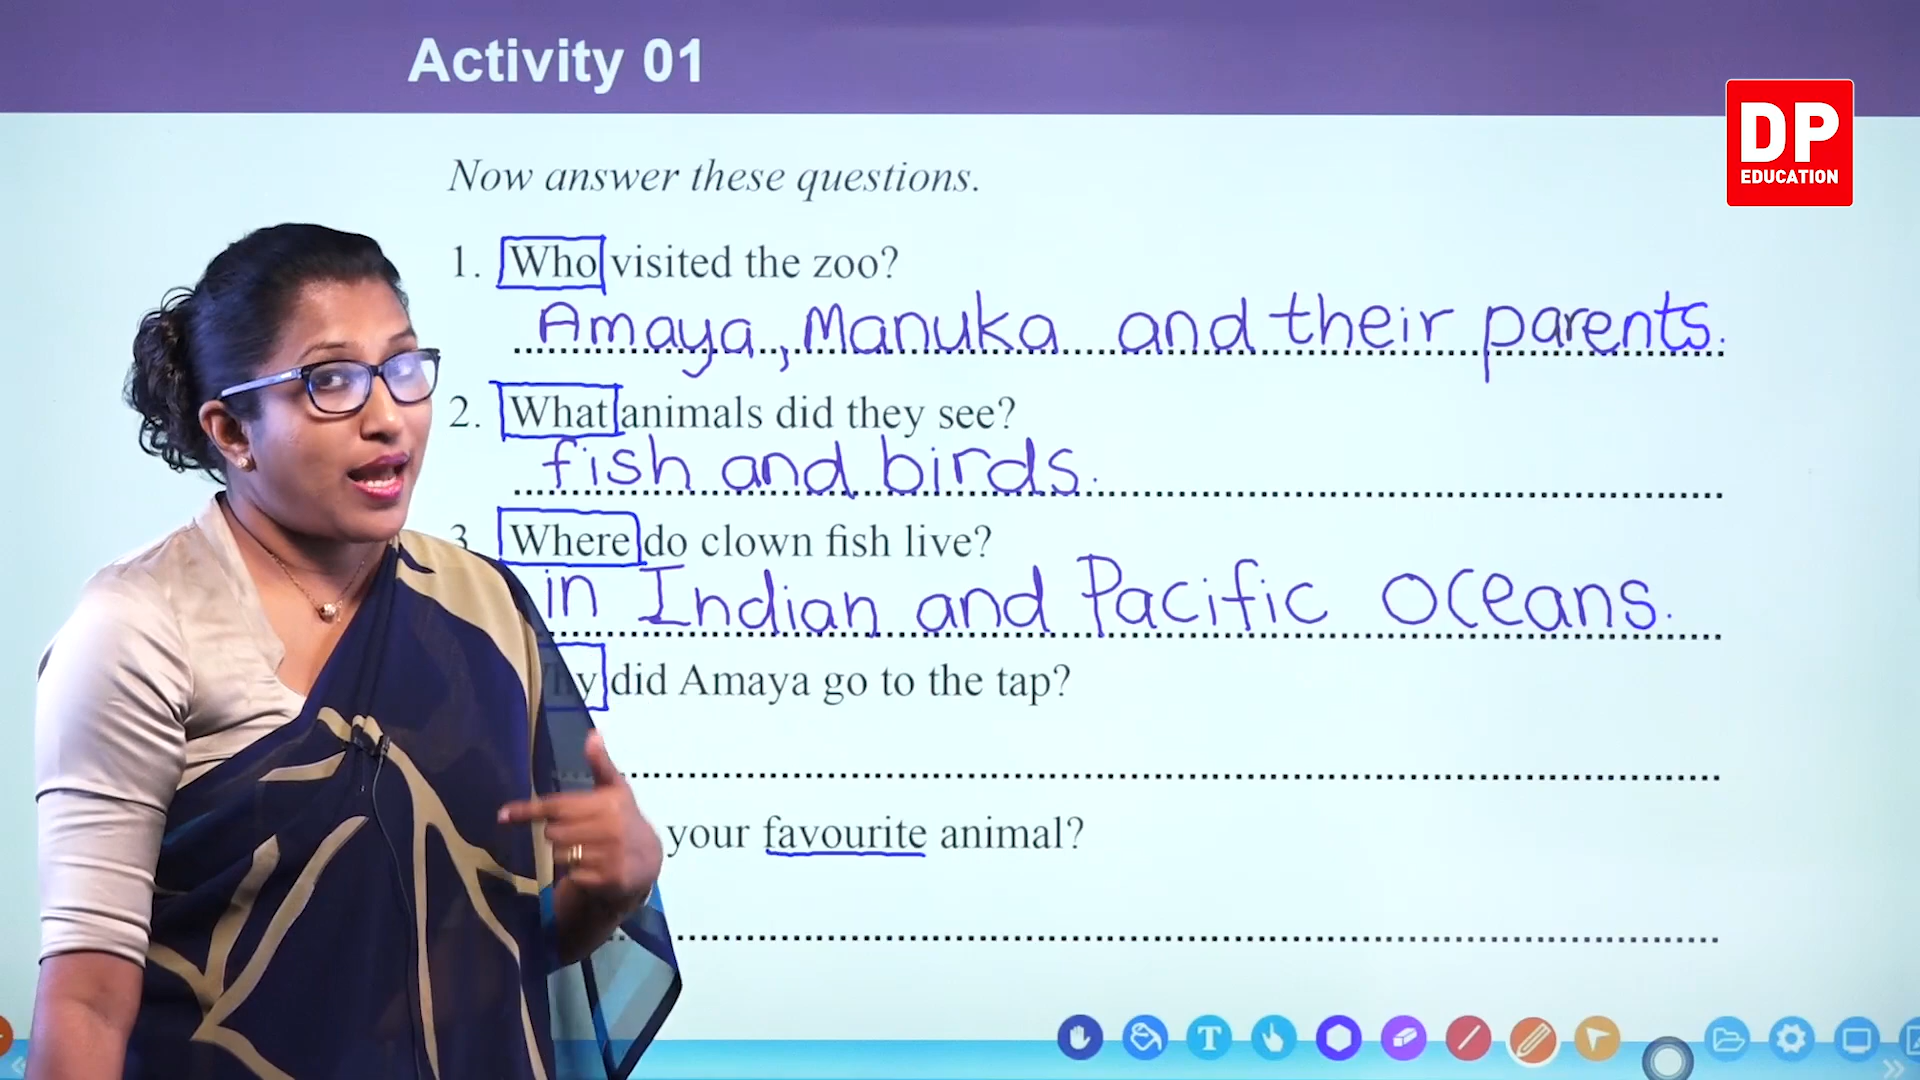 Activity 01
DP
EDUCATION
Now answer these questions.
1. Who visited the zoo?
Amaya, Manuka and their parents.
2. What animals did they see?
fish and birds.
3. Where do clown fish live?
in Indian and Pacific oceans.
did Amaya go to the tap?
your favourite animal?
T